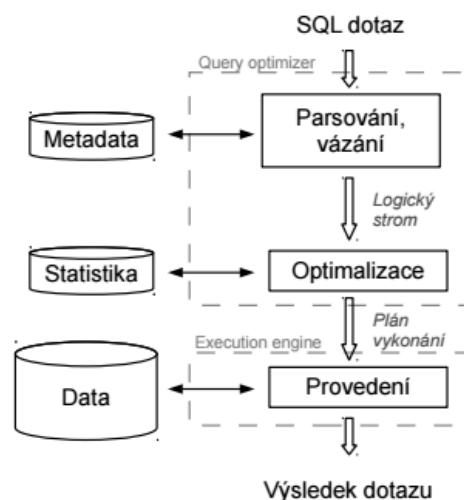 SQL dotaz
Query optimizer
Metadata
Parsování,
vázání
Logický
strom
Statistika
Optimalizace
Plán
vykonání
Execution engine
Data
Provedení
Výsledek dotazu